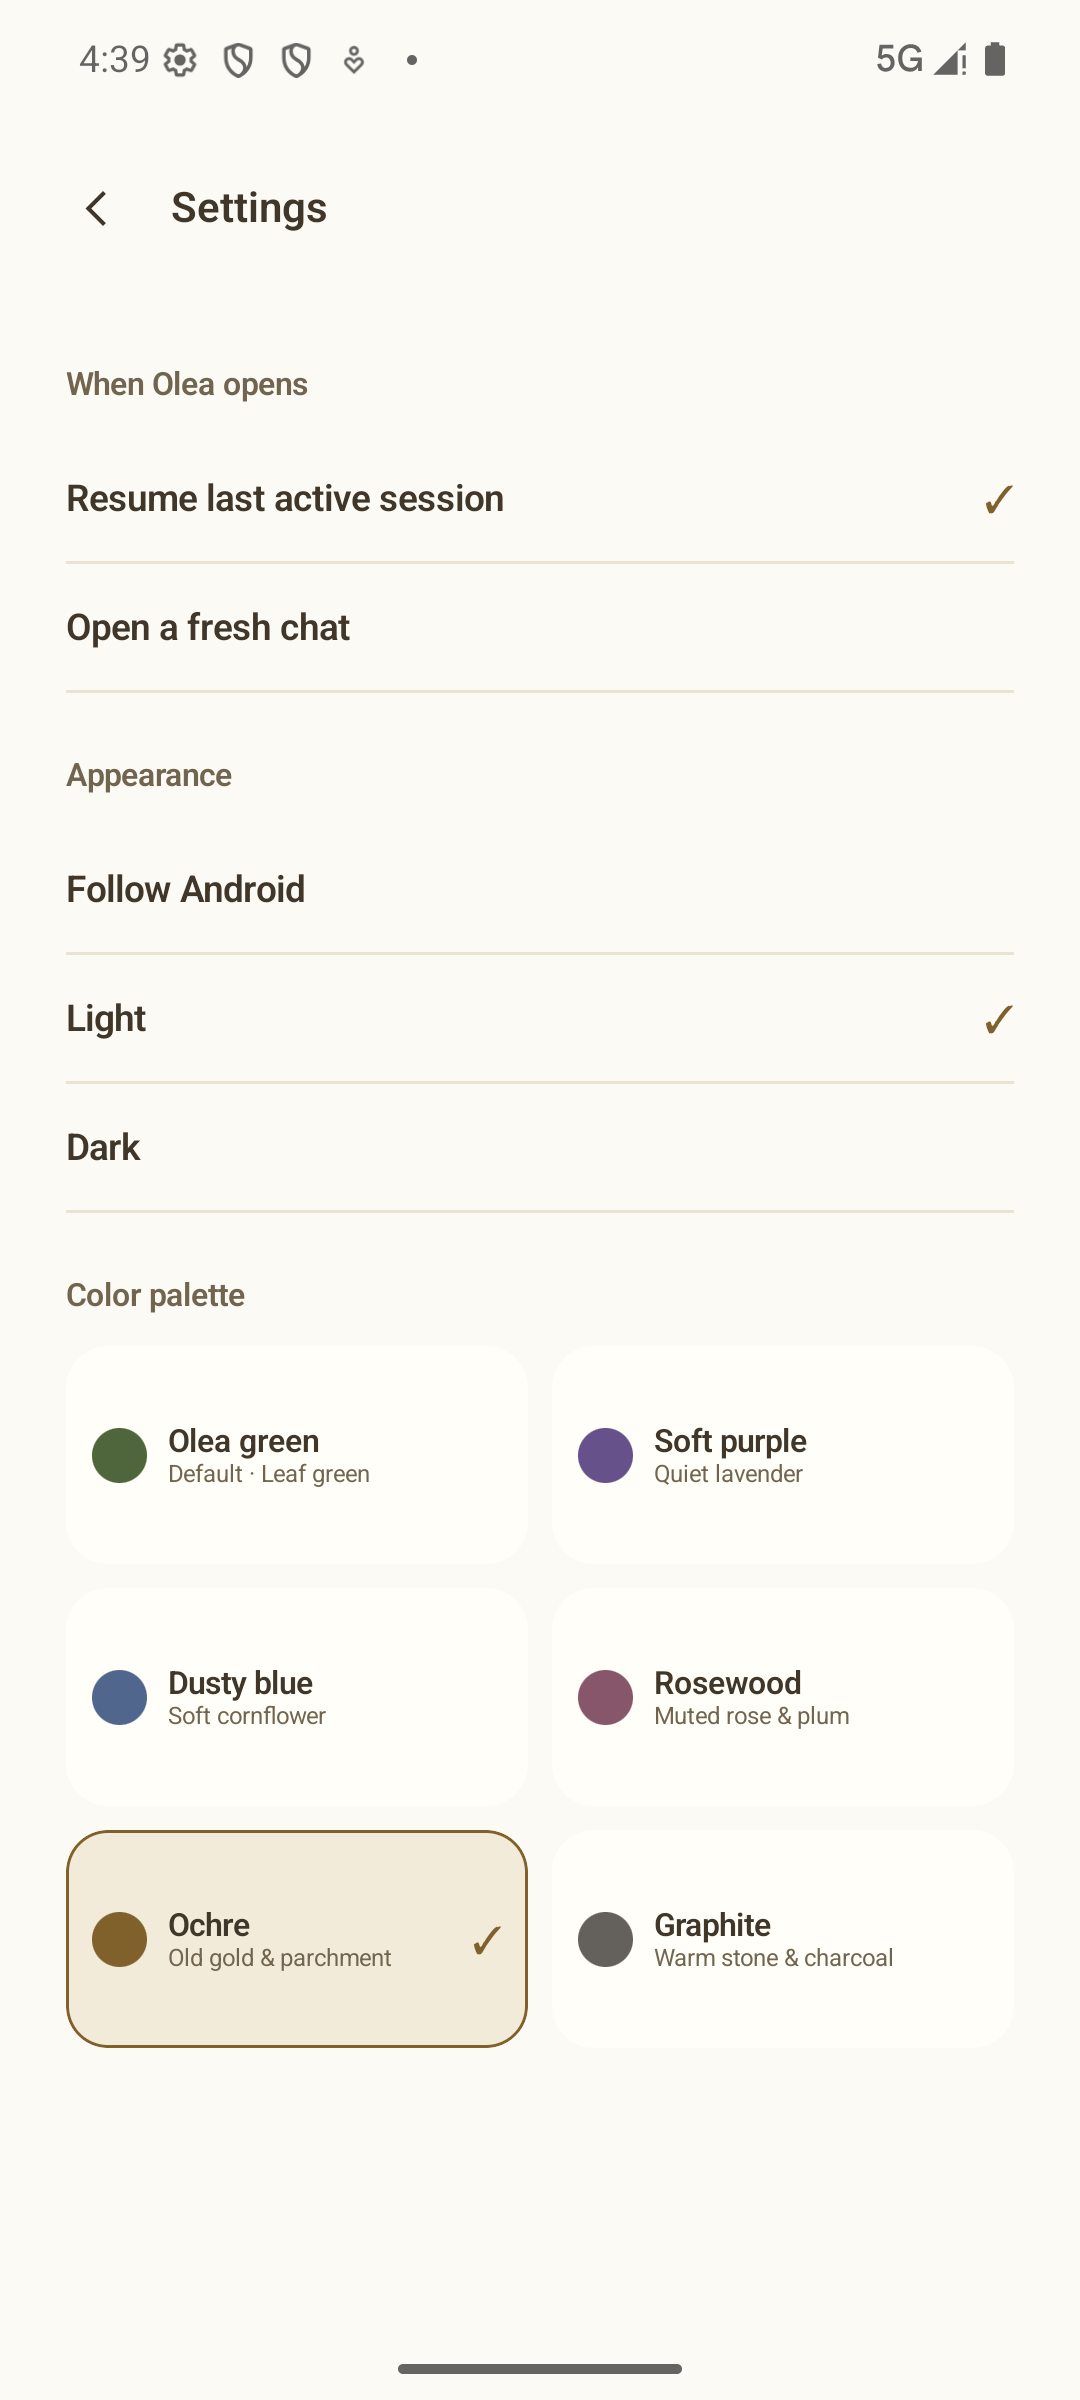 4:39
5G
Settings
When Olea opens
Resume last active session
✓
Open a fresh chat
Appearance
Follow Android
Light
✓
Dark
Color palette
Olea green
Default · Leaf green
Soft purple
Quiet lavender
Dusty blue
Soft cornflower
Rosewood
Muted rose & plum
Ochre
Old gold & parchment
✓
Graphite
Warm stone & charcoal